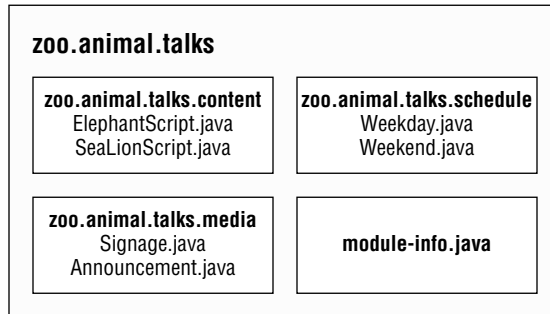 zoo.animal.talks
zoo.animal.talks.content
ElephantScript.java
SeaLionScript.java
zoo.animal.talks.schedule
Weekday.java
Weekend.java
zoo.animal.talks.media
Signage.java
Announcement.java
module-info.java